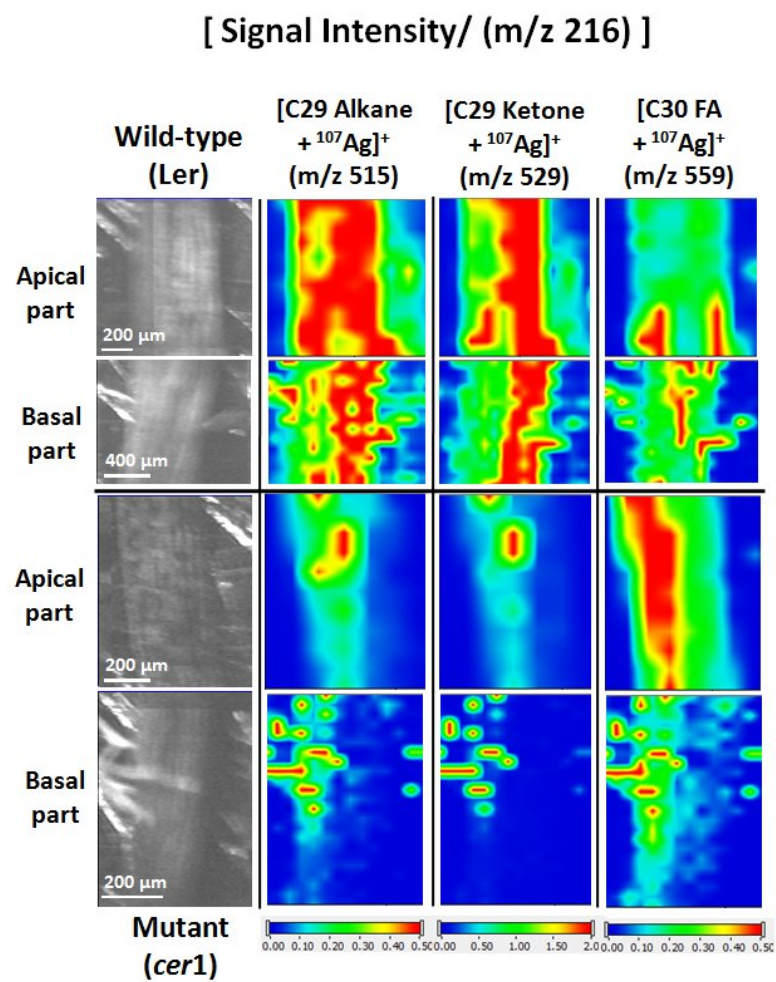 [ Signal Intensity/ (m/z 216) ]
Wild-type
(Ler)
[C29 Alkane
+ ¹⁰⁷Ag]⁺
(m/z 515)
[C29 Ketone
+ ¹⁰⁷Ag]⁺
(m/z 529)
[C30 FA
+ ¹⁰⁷Ag]⁺
(m/z 559)
Apical
part
200 µm
Basal
part
400 µm
Apical
part
200 µm
Basal
part
200 µm
Mutant
(cer1)
0.00 0.10 0.20 0.30 0.40 0.50
0.00 0.50 1.00 1.50 2.0
0.00 0.10 0.20 0.30 0.40 0.50